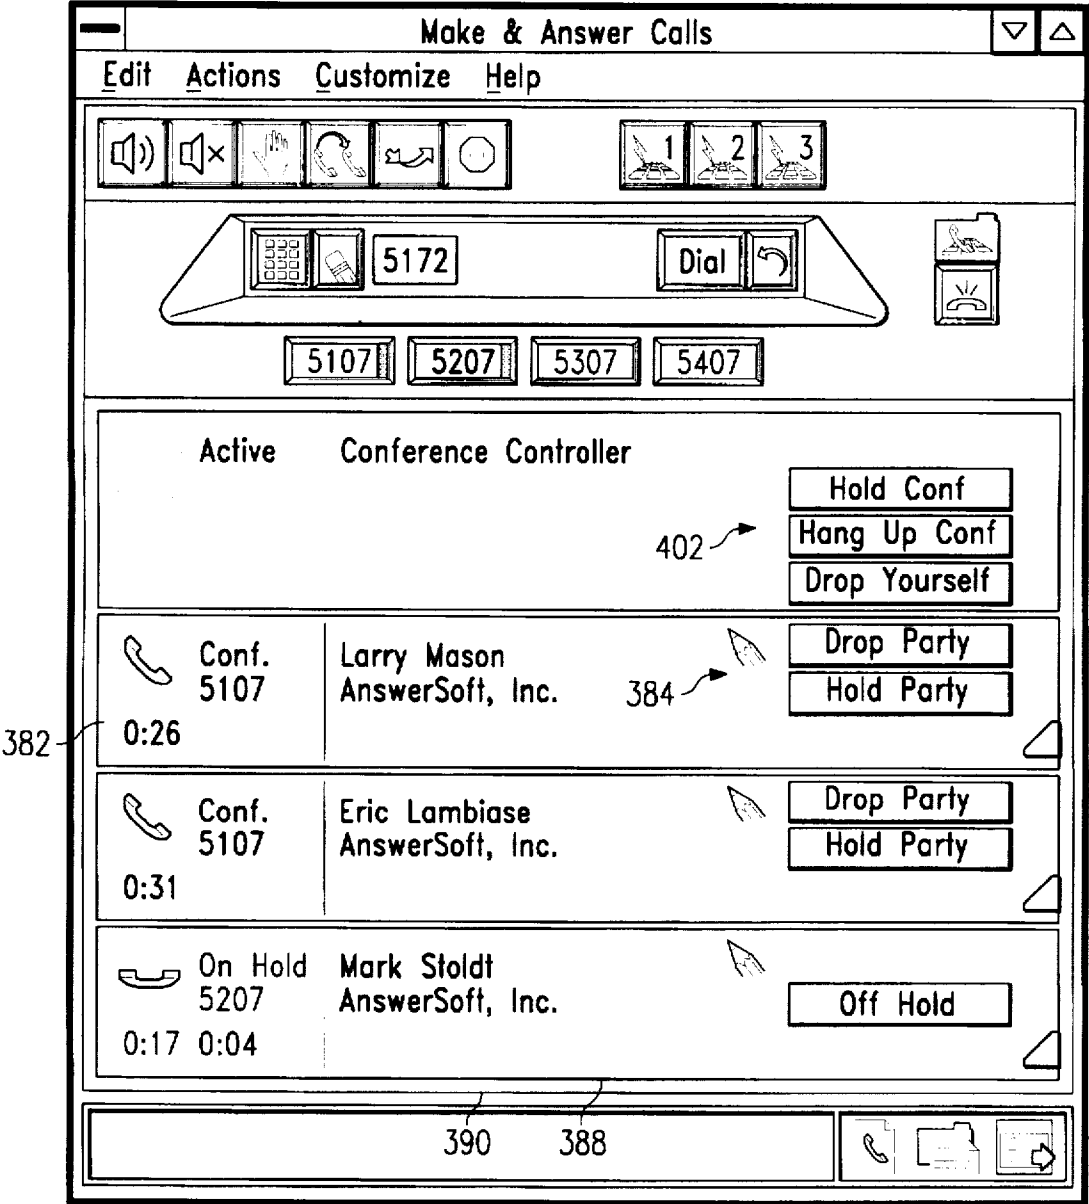 Make & Answer Calls
Edit Actions Customize Help
1 2 3
5172 Dial
5107 5207 5307 5407
Active Conference Controller
Hold Conf
402 Hang Up Conf
Drop Yourself
Conf. Larry Mason Drop Party
5107 AnswerSoft, Inc. 384 Hold Party
382 0:26
Conf. Eric Lambiase Drop Party
5107 AnswerSoft, Inc. Hold Party
0:31
On Hold Mark Stoldt
5207 AnswerSoft, Inc. Off Hold
0:17 0:04
390 388